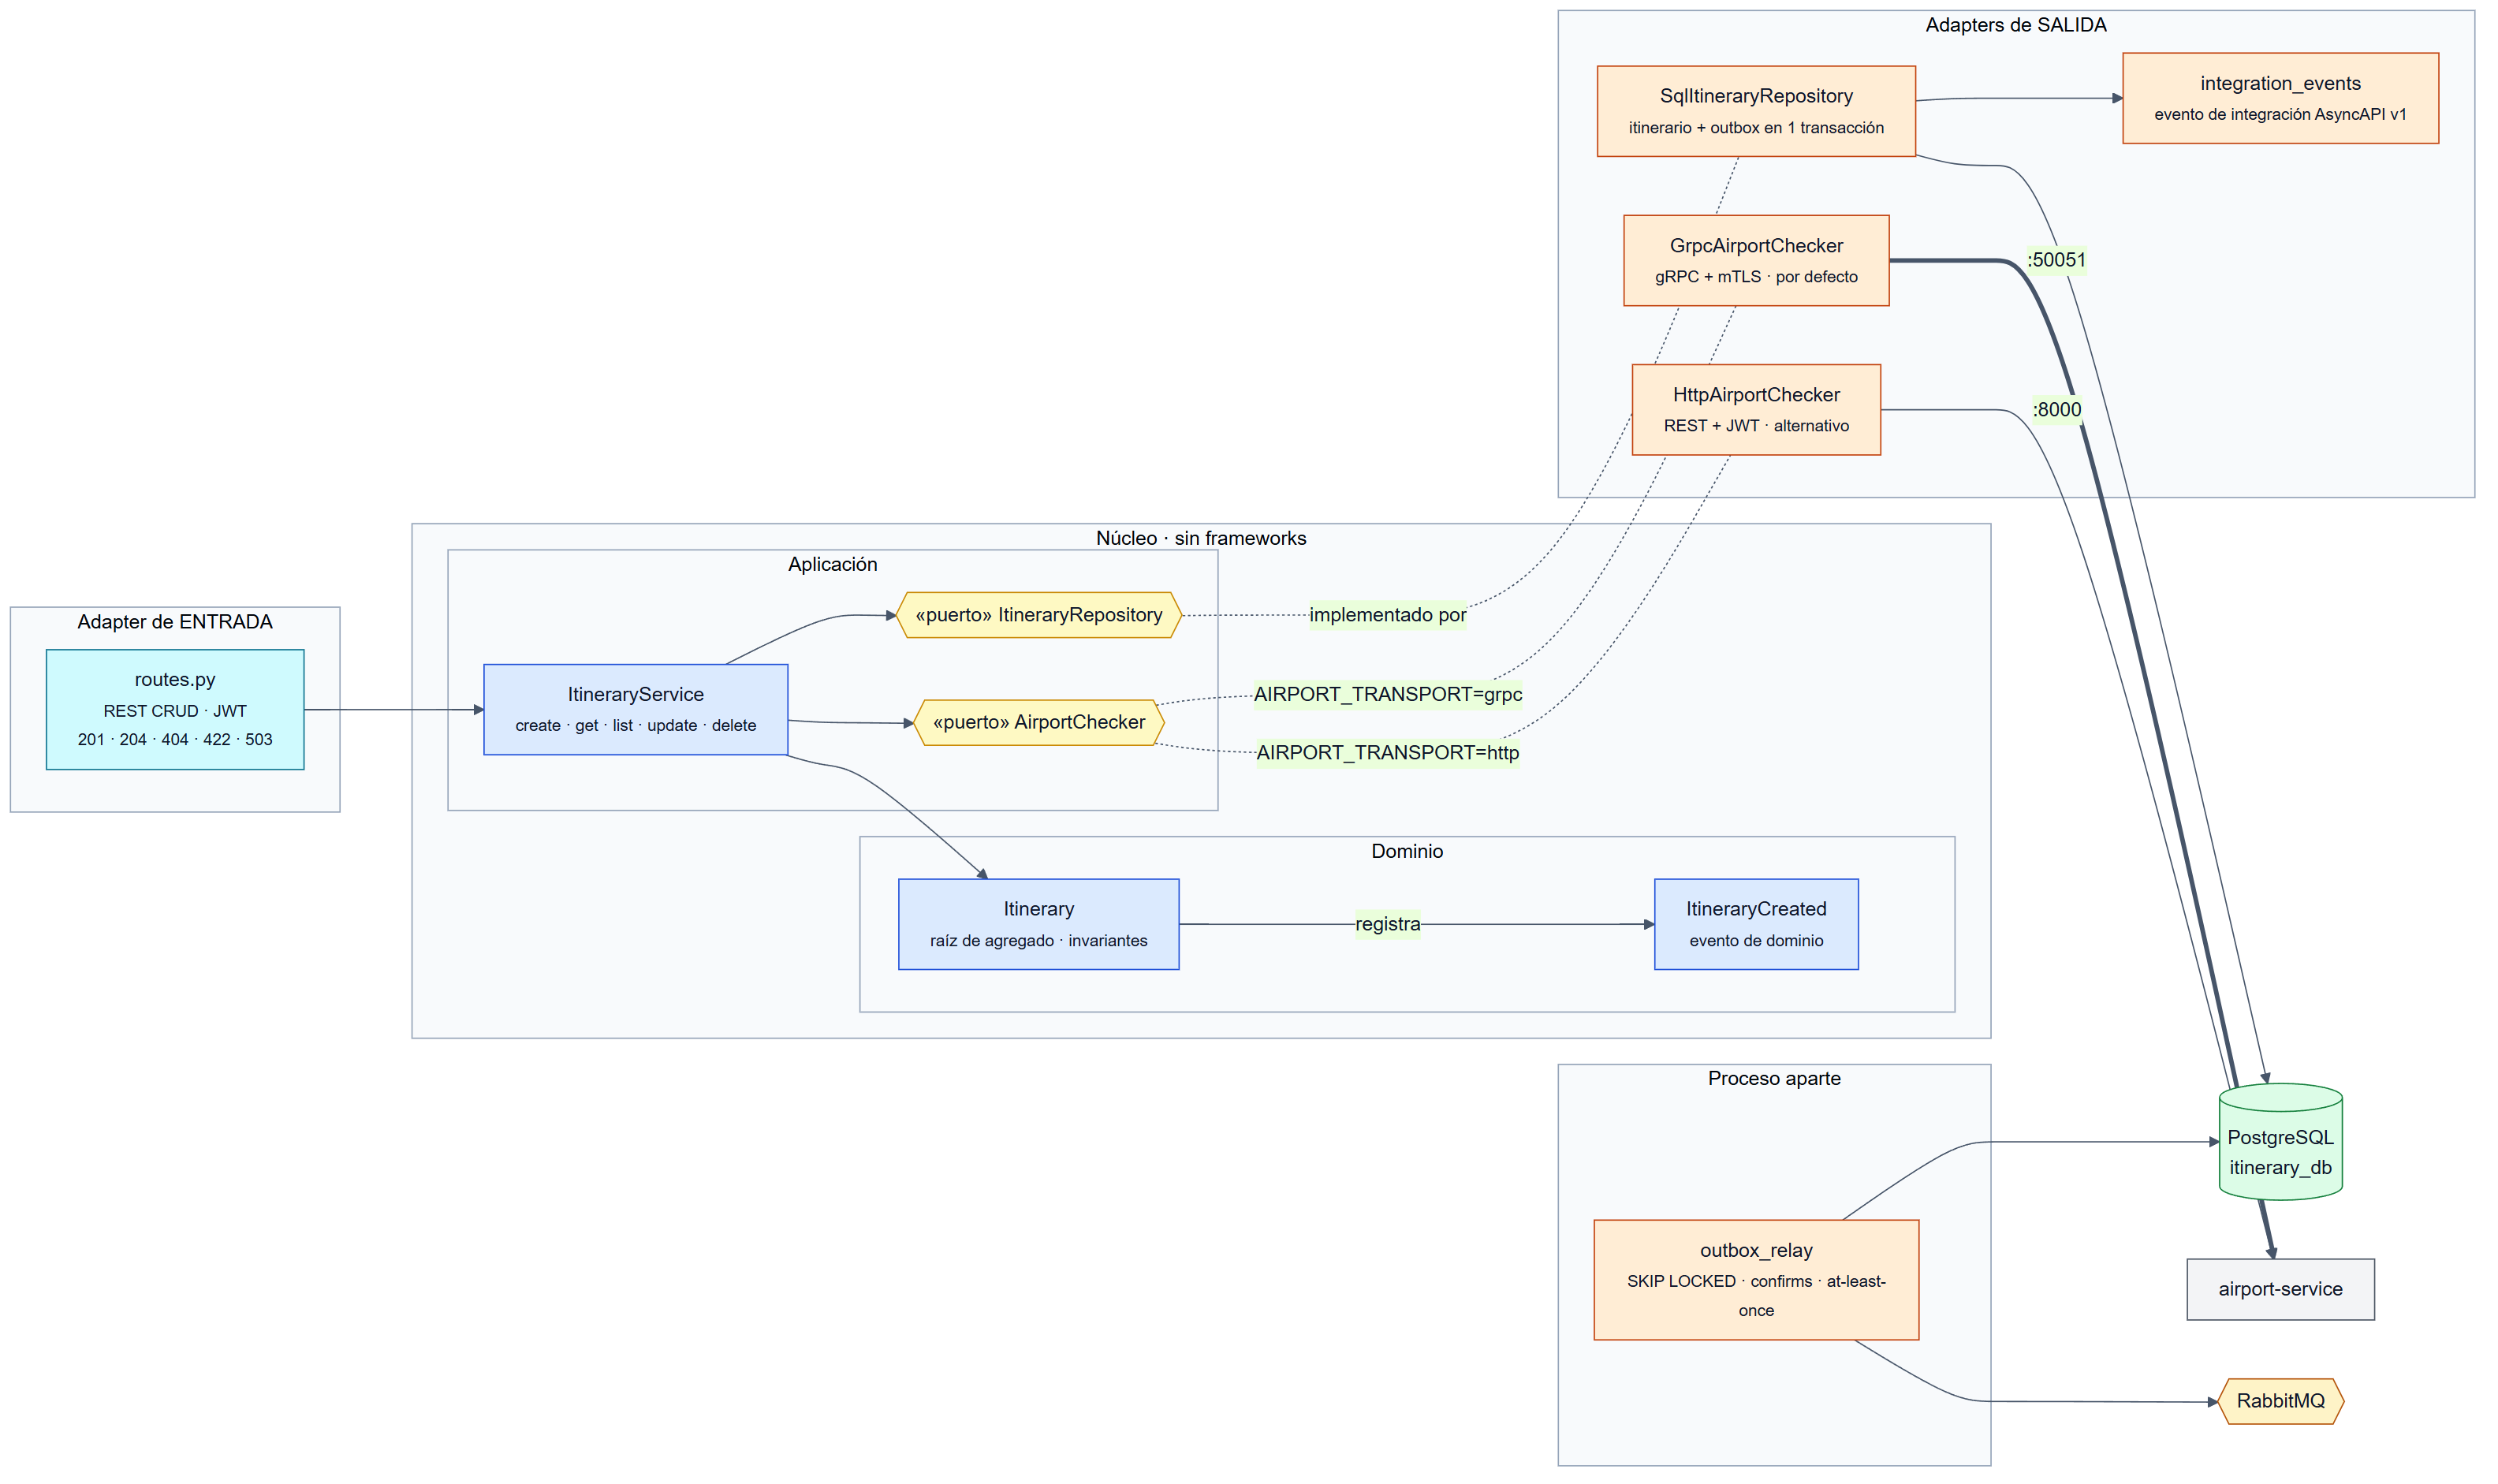 Adapters de SALIDA
SqlItineraryRepository
itinerario + outbox en 1 transacción
integration_events
evento de integración AsyncAPI v1
GrpcAirportChecker
gRPC + mTLS · por defecto
:50051
HttpAirportChecker
REST + JWT · alternativo
:8000
Núcleo · sin frameworks
Aplicación
«puerto» ItineraryRepository
implementado por
Adapter de ENTRADA
routes.py
REST CRUD · JWT
201 · 204 · 404 · 422 · 503
ItineraryService
create · get · list · update · delete
«puerto» AirportChecker
AIRPORT_TRANSPORT=grpc
AIRPORT_TRANSPORT=http
Dominio
Itinerary
raíz de agregado · invariantes
registra
ItineraryCreated
evento de dominio
Proceso aparte
outbox_relay
SKIP LOCKED · confirms · at-least-
once
PostgreSQL
itinerary_db
airport-service
RabbitMQ